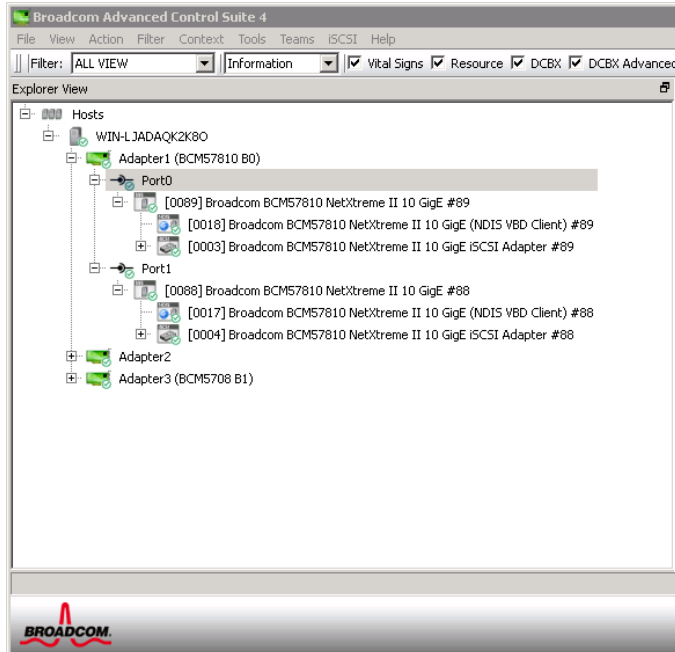 Broadcom Advanced Control Suite 4
File View Action Filter Context Tools Teams iSCSI Help
Filter: ALL VIEW Information Vital Signs Resource DCBX DCBX Advanced
Explorer View
Hosts
WIN-LJADAQK2K8O
Adapter1 (BCM57810 B0)
Port0
[0089] Broadcom BCM57810 NetXtreme II 10 GigE #89
[0018] Broadcom BCM57810 NetXtreme II 10 GigE (NDIS VBD Client) #89
[0003] Broadcom BCM57810 NetXtreme II 10 GigE iSCSI Adapter #89
Port1
[0088] Broadcom BCM57810 NetXtreme II 10 GigE #88
[0017] Broadcom BCM57810 NetXtreme II 10 GigE (NDIS VBD Client) #88
[0004] Broadcom BCM57810 NetXtreme II 10 GigE iSCSI Adapter #88
Adapter2
Adapter3 (BCM5708 B1)
BROADCOM.